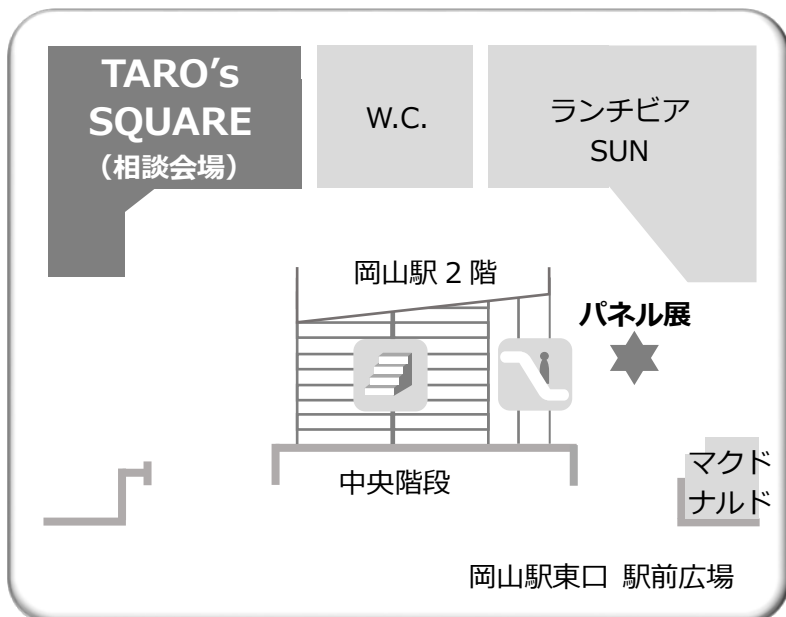 TARO's
SQUARE
（相談会場）
W.C.
ランチビア
SUN
岡山駅 2 階
パネル展
中央階段
マクド
ナルド
岡山駅東口 駅前広場